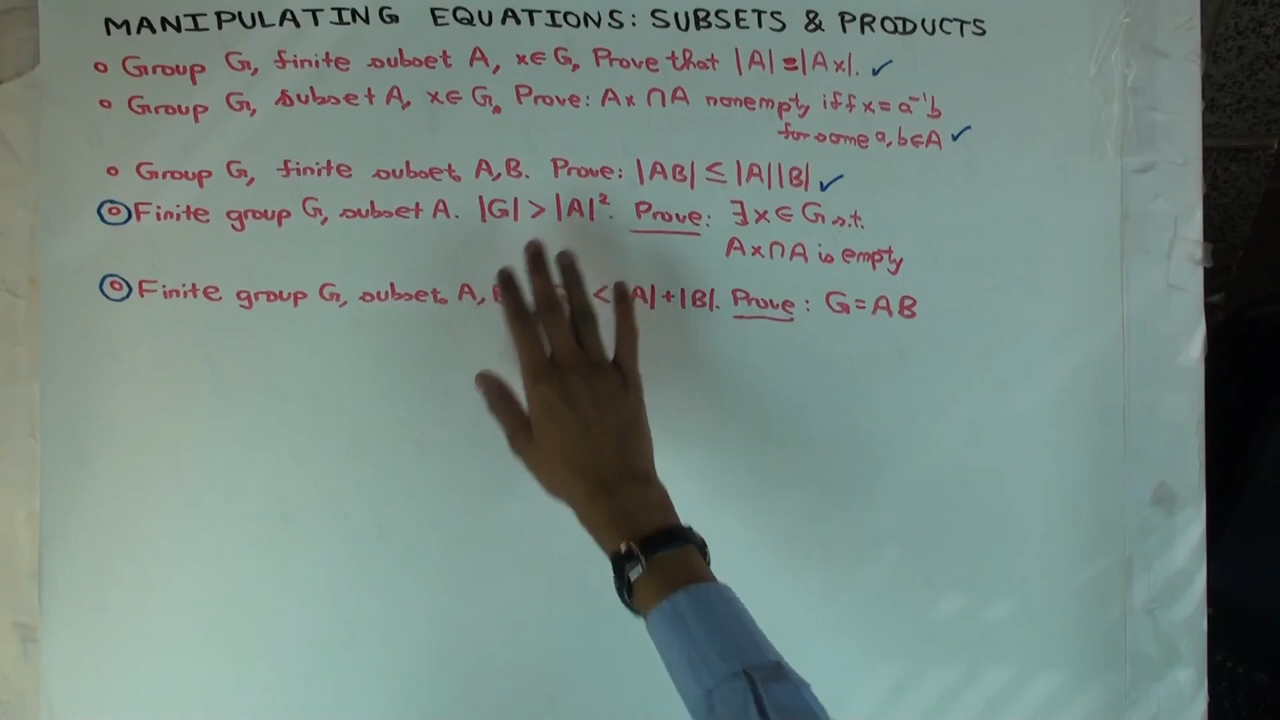 MANIPULATING EQUATIONS: SUBSETS & PRODUCTS
Group G, finite subset A, x∈G, Prove that |A|=|Ax|. ✓
Group G, subset A, x∈G. Prove: Ax ∩ A nonempty iff x=a⁻¹b
for some a,b∈A ✓
Group G, finite subset A,B. Prove: |AB| ≤ |A||B| ✓
Finite group G, subset A. |G| > |A|². Prove: ∃x∈G s.t.
Ax∩A is empty
Finite group G, subset A, < A|+|B|. Prove: G=AB